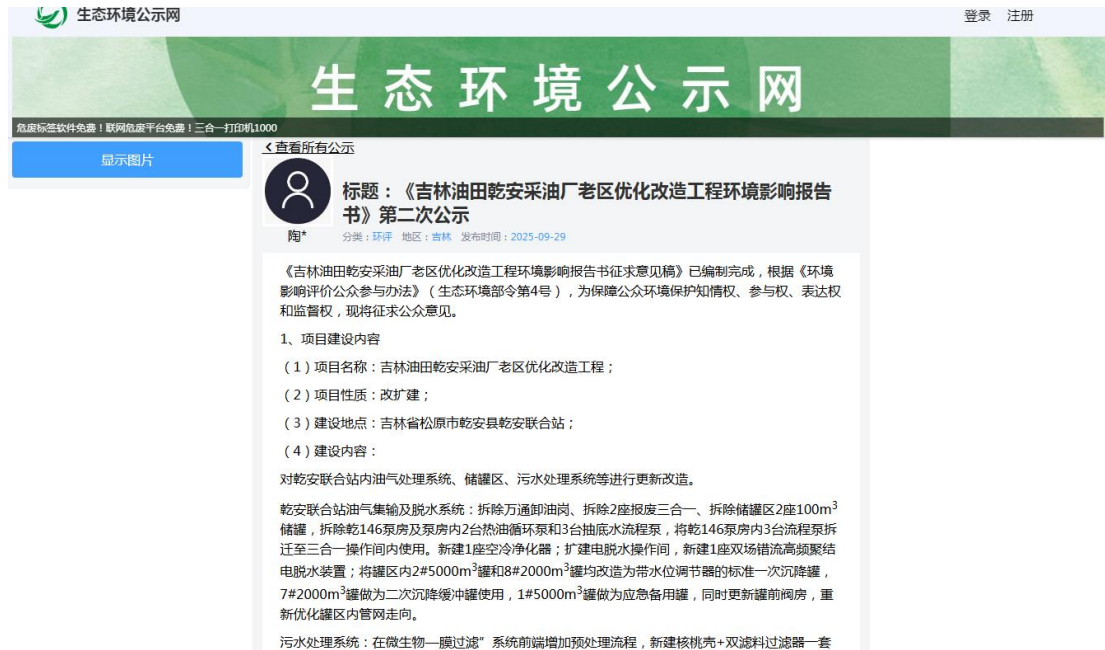 生态环境公示网
登录 注册
生态环境公示网
危废标签软件免费！联网危废平台免费！三合一打印机1000
显示图片
查看所有公示
标题：《吉林油田乾安采油厂老区优化改造工程环境影响报告
书》第二次公示
陶*
分类：环评 地区：吉林 发布时间：2025-09-29
《吉林油田乾安采油厂老区优化改造工程环境影响报告书征求意见稿》已编制完成，根据《环境
影响评价公众参与办法》（生态环境部令第4号），为保障公众环境保护知情权、参与权、表达权
和监督权，现将征求公众意见。
1、项目建设内容
（1）项目名称：吉林油田乾安采油厂老区优化改造工程；
（2）项目性质：改扩建；
（3）建设地点：吉林省松原市乾安县乾安联合站；
（4）建设内容：
对乾安联合站内油气处理系统、储罐区、污水处理系统等进行更新改造。
乾安联合站油气集输及脱水系统：拆除万通卸油岗、拆除2座报废三合一、拆除储罐区2座100m³
储罐，拆除乾146泵房及泵房内2台热油循环泵和3台抽底水流程泵，将乾146泵房内3台流程泵拆
迁至三合一操作间内使用。新建1座空冷净化器；扩建电脱水操作间，新建1座双场错流高频聚结
电脱水装置；将罐区内2#5000m³罐和8#2000m³罐均改造为带水位调节器的标准一次沉降罐，
7#2000m³罐做为二次沉降缓冲罐使用，1#5000m³罐做为应急备用罐，同时更新罐前阀房，重
新优化罐区内管网走向。
污水处理系统：在微生物—膜过滤”系统前端增加预处理流程，新建核桃壳+双滤料过滤器一套